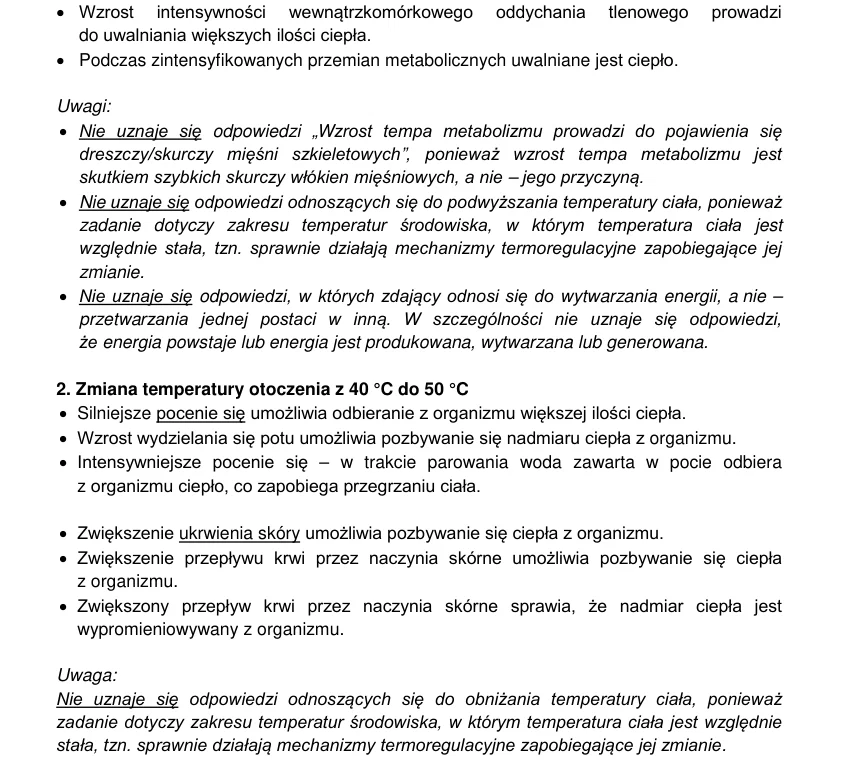 • Wzrost intensywności wewnątrzkomórkowego oddychania tlenowego prowadzi
do uwalniania większych ilości ciepła.
• Podczas zintensyfikowanych przemian metabolicznych uwalniane jest ciepło.
Uwagi:
• Nie uznaje się odpowiedzi „Wzrost tempa metabolizmu prowadzi do pojawienia się
dreszczy/skurczy mięśni szkieletowych”, ponieważ wzrost tempa metabolizmu jest
skutkiem szybkich skurczy włókien mięśniowych, a nie – jego przyczyną.
• Nie uznaje się odpowiedzi odnoszących się do podwyższania temperatury ciała, ponieważ
zadanie dotyczy zakresu temperatur środowiska, w którym temperatura ciała jest
względnie stała, tzn. sprawnie działają mechanizmy termoregulacyjne zapobiegające jej
zmianie.
• Nie uznaje się odpowiedzi, w których zdający odnosi się do wytwarzania energii, a nie –
przetwarzania jednej postaci w inną. W szczególności nie uznaje się odpowiedzi,
że energia powstaje lub energia jest produkowana, wytwarzana lub generowana.
2. Zmiana temperatury otoczenia z 40 °C do 50 °C
• Silniejsze pocenie się umożliwia odbieranie z organizmu większej ilości ciepła.
• Wzrost wydzielania się potu umożliwia pozbywanie się nadmiaru ciepła z organizmu.
• Intensywniejsze pocenie się – w trakcie parowania woda zawarta w pocie odbiera
z organizmu ciepło, co zapobiega przegrzaniu ciała.
• Zwiększenie ukrwienia skóry umożliwia pozbywanie się ciepła z organizmu.
• Zwiększenie przepływu krwi przez naczynia skórne umożliwia pozbywanie się ciepła
z organizmu.
• Zwiększony przepływ krwi przez naczynia skórne sprawia, że nadmiar ciepła jest
wypromieniowywany z organizmu.
Uwaga:
Nie uznaje się odpowiedzi odnoszących się do obniżania temperatury ciała, ponieważ
zadanie dotyczy zakresu temperatur środowiska, w którym temperatura ciała jest względnie
stała, tzn. sprawnie działają mechanizmy termoregulacyjne zapobiegające jej zmianie.